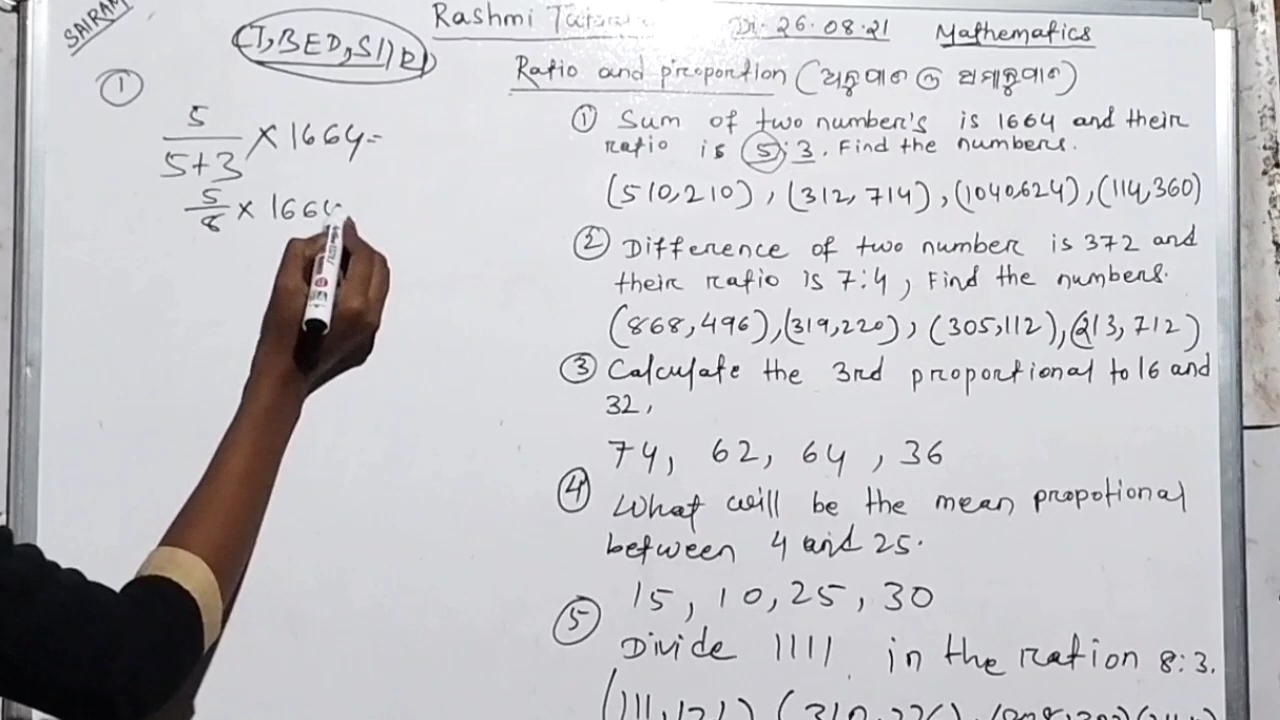 SAIRAM
Rashmi
Dt. 26.08.21
Mathematics
CT, BED,
Ratio and proportion (ଅନୁପାତ ଓ ସମାନୁପାତ)
①
5
5+3 × 1664=
5
8 × 1664
① Sum of two number's is 1664 and their
ratio is 5:3. Find the numbers.
(510,210), (312,714), (1040,624), (114,360)
② Difference of two number is 372 and
their ratio is 7:4, Find the numbers.
(868,496), (319,220), (305,112), (213,712)
③ Calculate the 3rd proportional to 16 and
32,
74, 62, 64, 36
④ What will be the mean propotional
between 4 and 25.
15, 10, 25, 30
⑤ Divide 1111 in the ration 8:3.